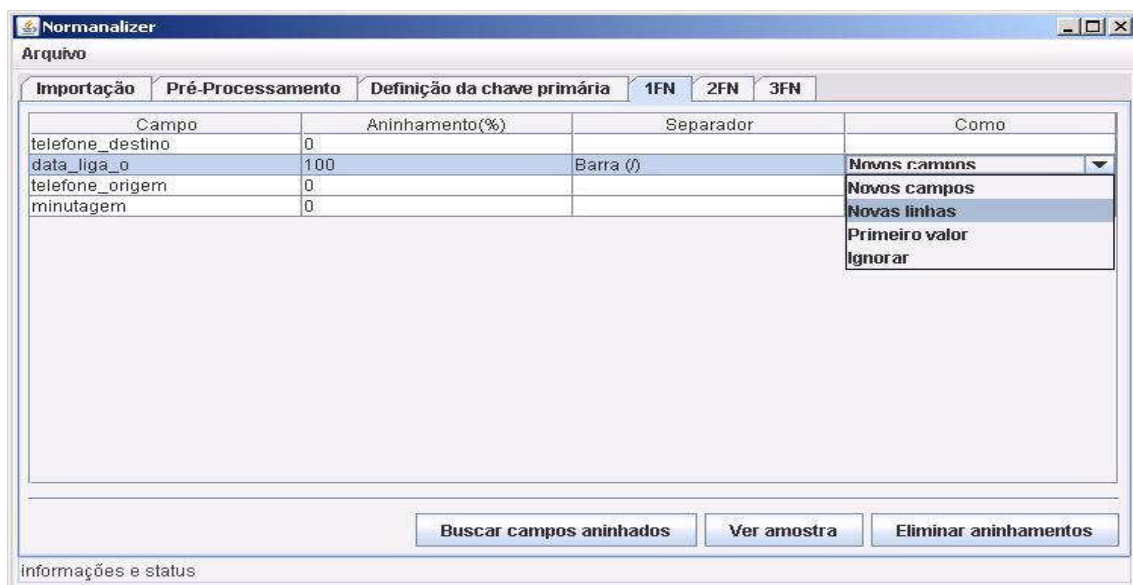 Normanalizer
Arquivo
Importação Pré-Processamento Definição da chave primária 1FN 2FN 3FN
Campo Aninhamento(%) Separador Como
telefone_destino 0
data_liga_o 100 Barra (/) Novos campos
telefone_origem 0 Novos campos
minutagem 0 Novas linhas
Primeiro valor
Ignorar
Buscar campos aninhados Ver amostra Eliminar aninhamentos
informações e status